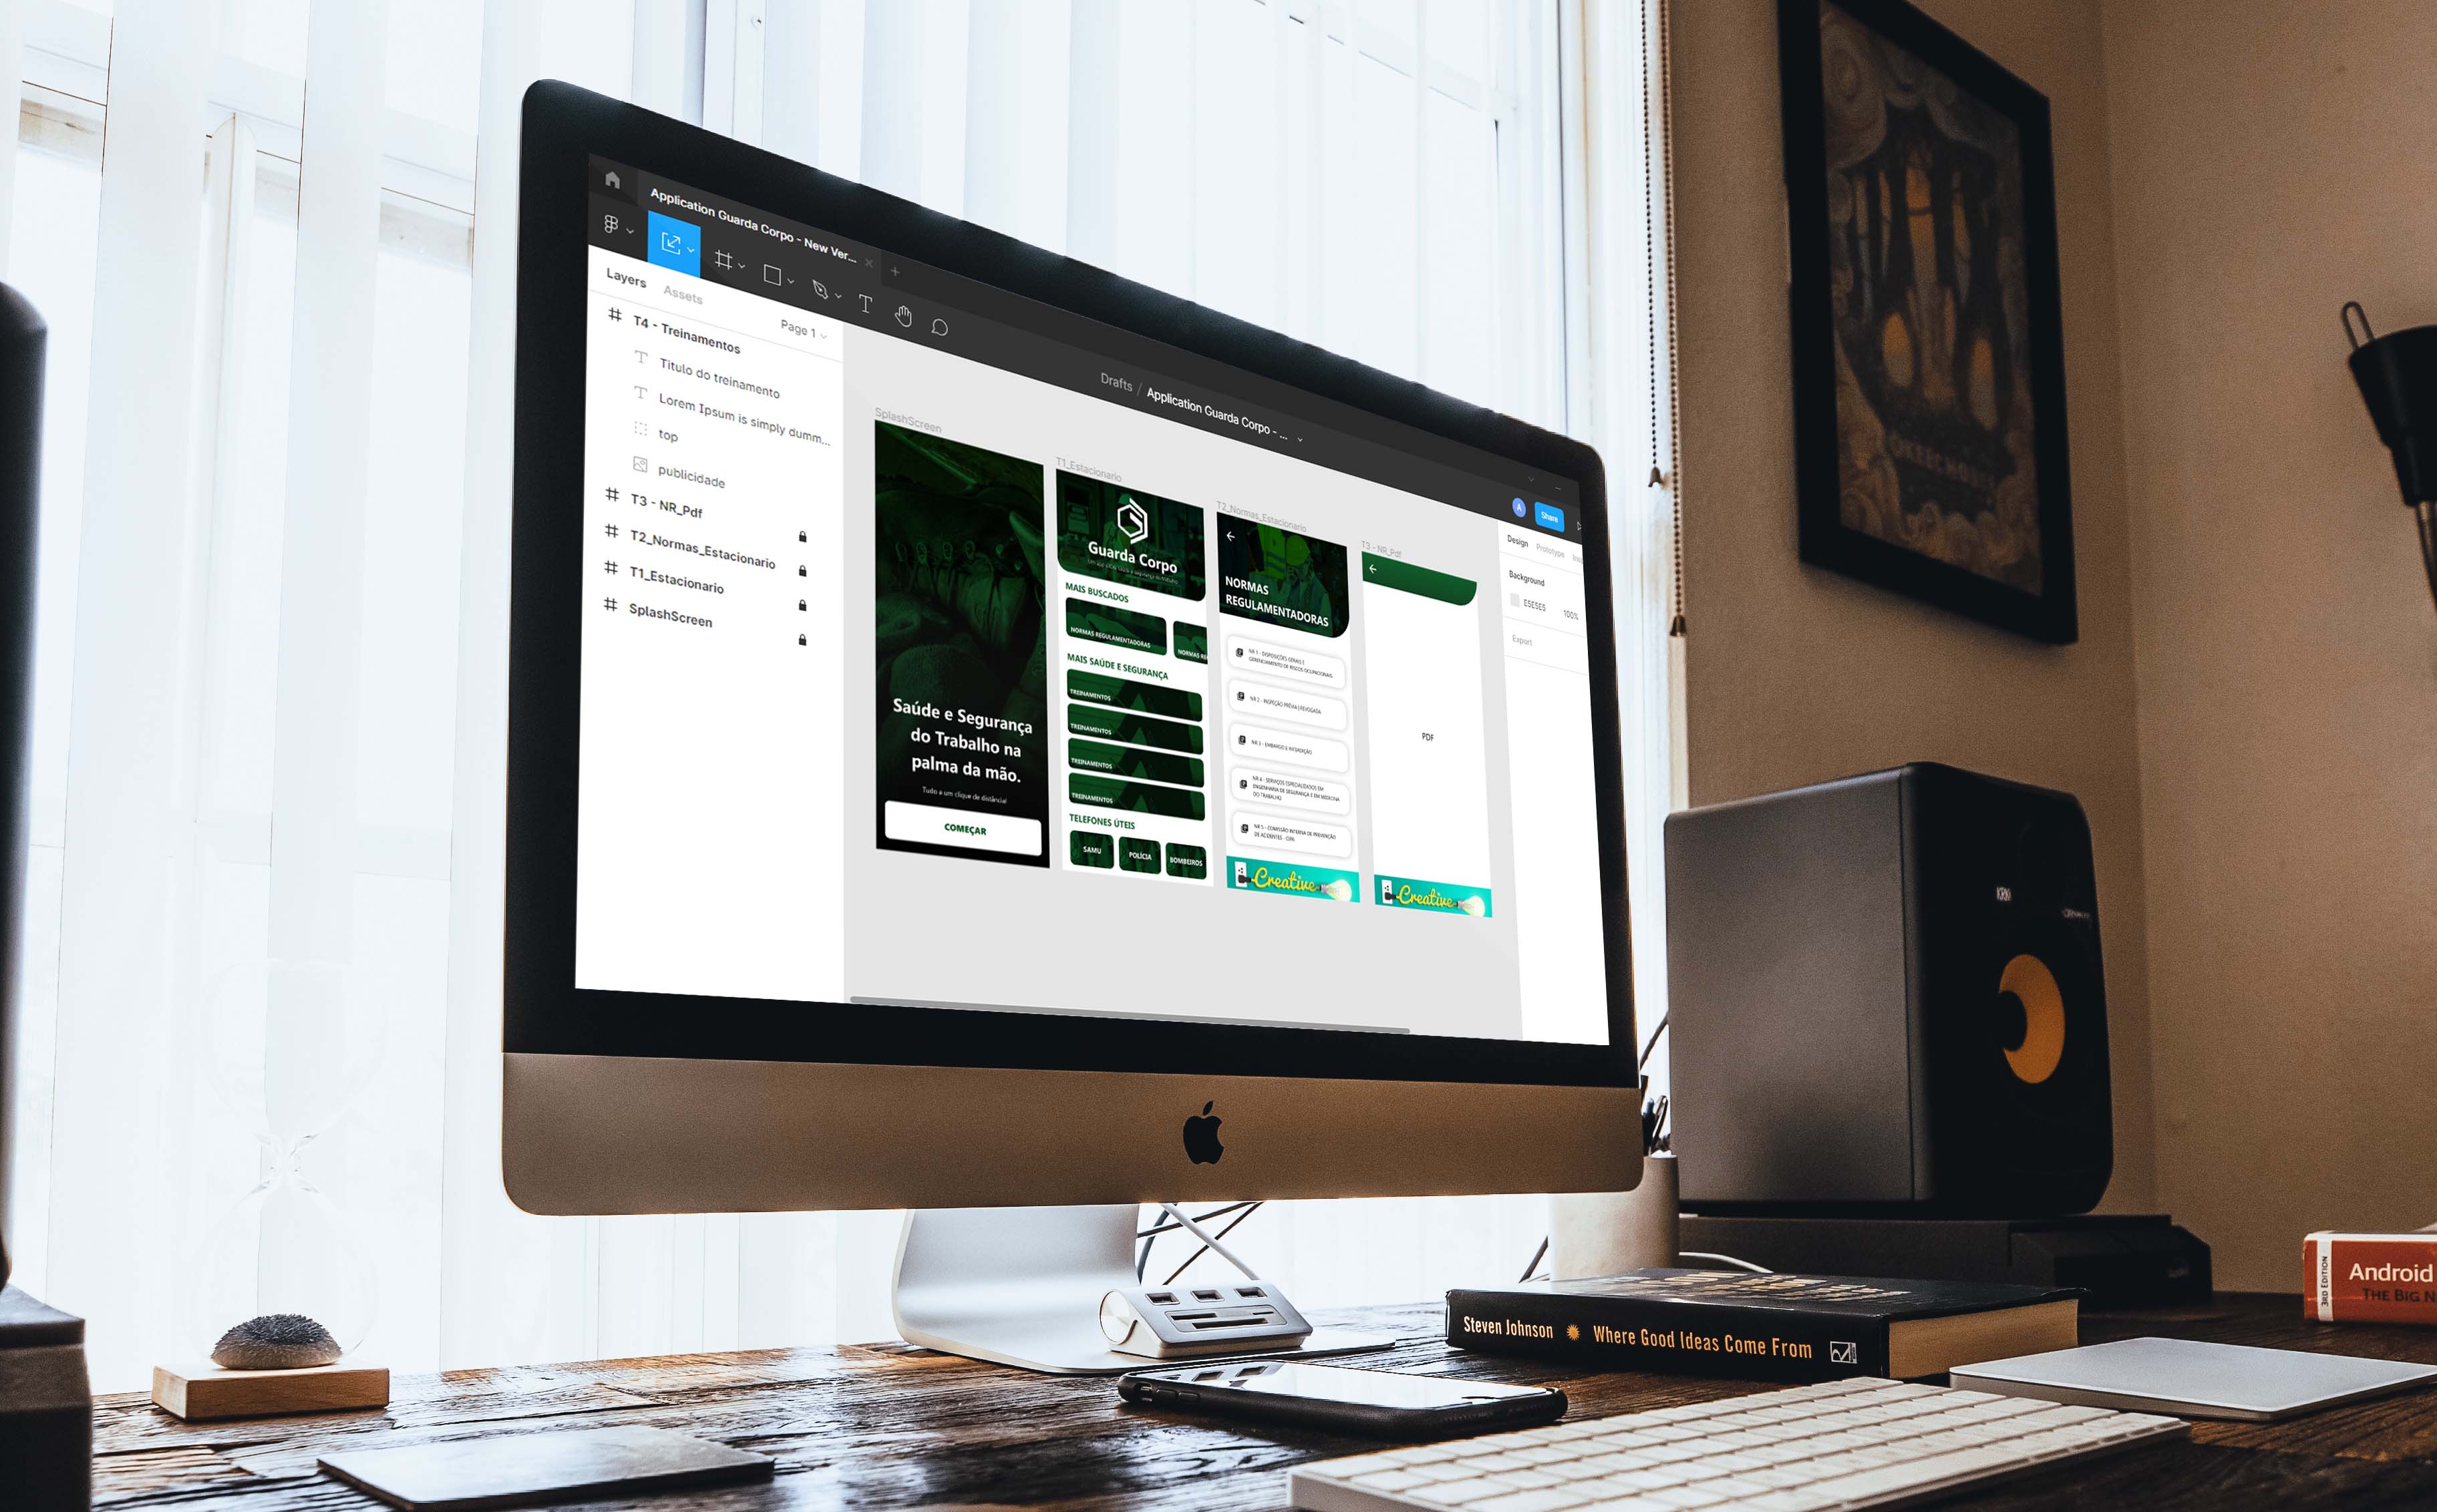 Application Guarda Corpo - New Ver...
Layers
Assets
Page 1
T4 - Treinamentos
Titulo do treinamento
Lorem Ipsum is simply dumm...
top
publicidade
T3 - NR_Pdf
T2_Normas_Estacionario
T1_Estacionario
SplashScreen
Drafts / Application Guarda Corpo - ...
A
Share
Design
Prototype
Background
E5E5E5
100%
Export
SplashScreen
Saúde e Segurança
do Trabalho na
palma da mão.
Tudo a um clique de distância!
COMEÇAR
T1_Estacionario
Guarda Corpo
MAIS BUSCADOS
NORMAS REGULAMENTADORAS
NORMAS RE
MAIS SAÚDE E SEGURANÇA
TREINAMENTOS
TREINAMENTOS
TREINAMENTOS
TREINAMENTOS
TELEFONES ÚTEIS
SAMU
POLÍCIA
BOMBEIROS
T2_Normas_Estacionario
NORMAS
REGULAMENTADORAS
NR 1 - DISPOSIÇÕES GERAIS E
GERENCIAMENTO DE RISCOS OCUPACIONAIS
NR 2 - INSPEÇÃO PRÉVIA | REVOGADA
NR 3 - EMBARGO E INTERDIÇÃO
NR 4 - SERVIÇOS ESPECIALIZADOS EM
ENGENHARIA DE SEGURANÇA E EM MEDICINA
DO TRABALHO
NR 5 - COMISSÃO INTERNA DE PREVENÇÃO
DE ACIDENTES - CIPA
Creative
T3 - NR_Pdf
PDF
Creative
OKEECHOBEE
KRK
Steven Johnson Where Good Ideas Come From
3RD EDITION
Android
THE BIG N